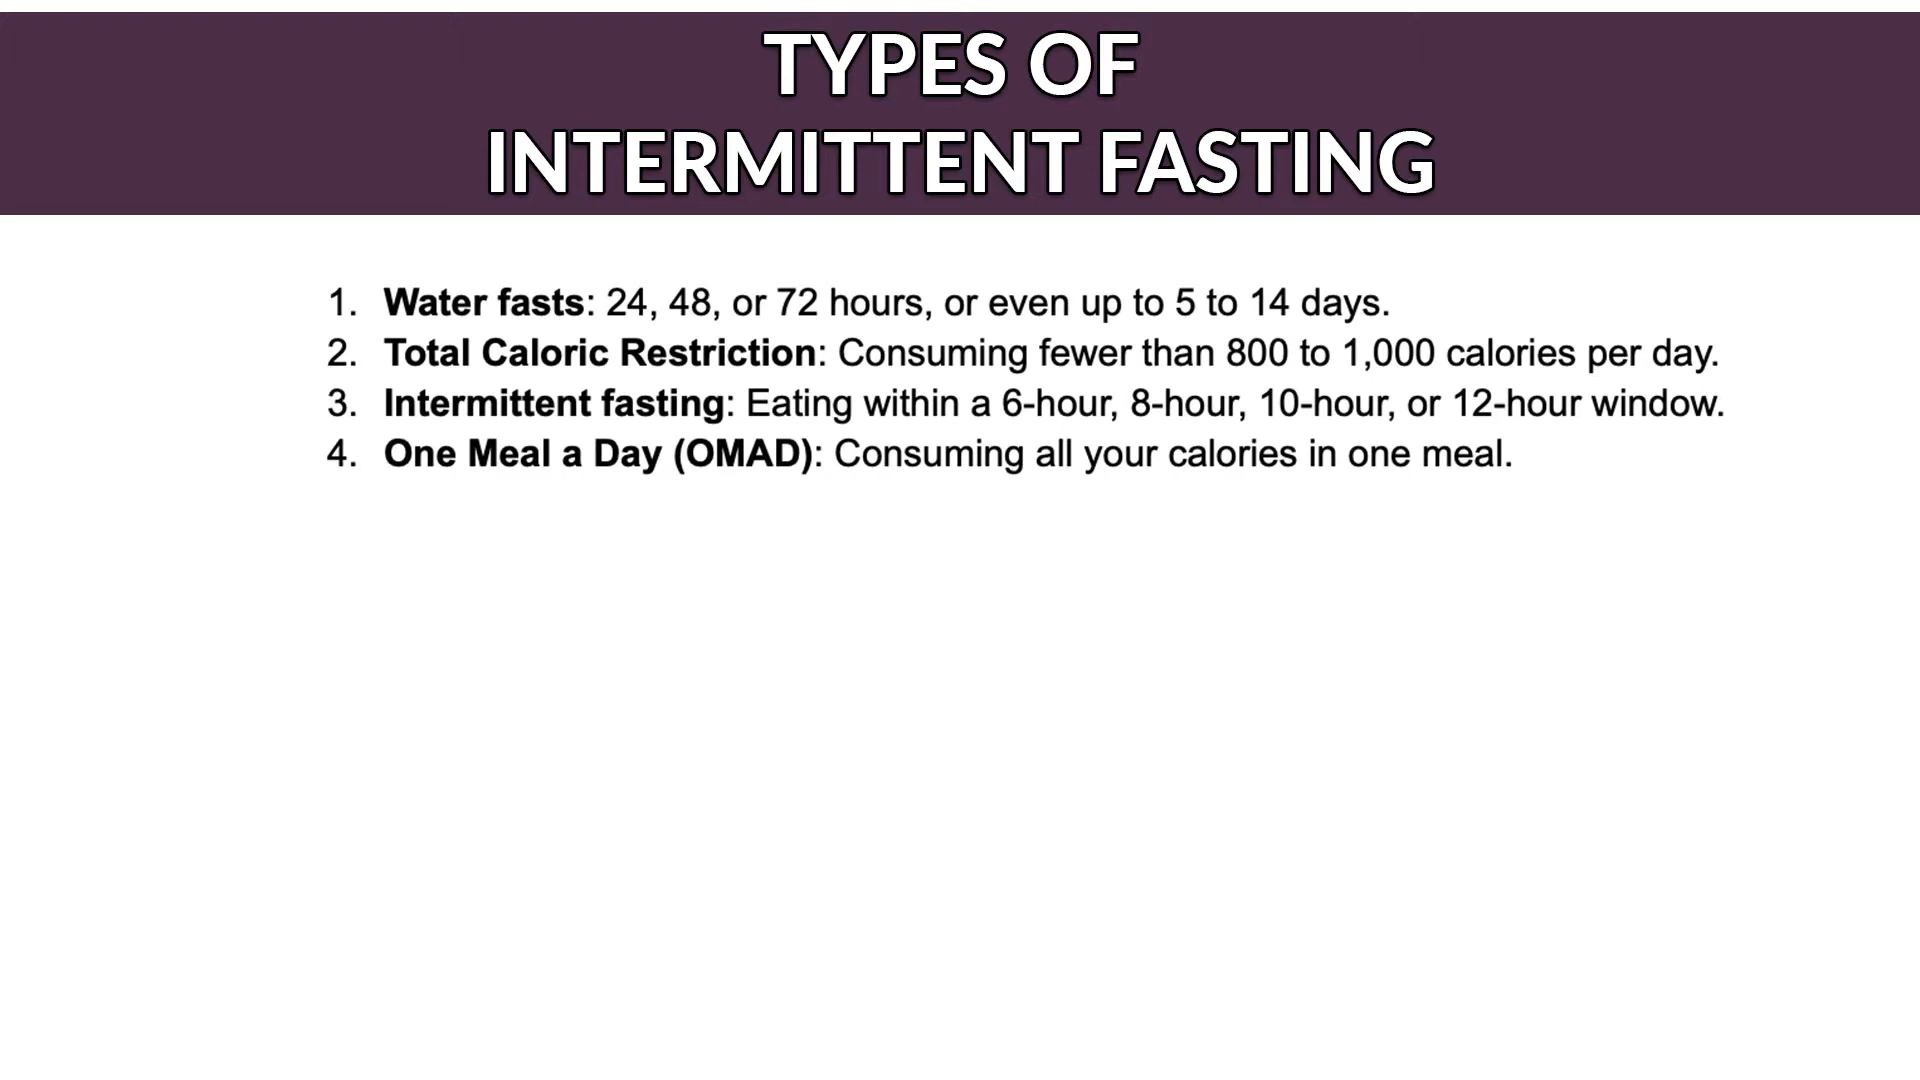 TYPES OF
INTERMITTENT FASTING
1. Water fasts: 24, 48, or 72 hours, or even up to 5 to 14 days.
2. Total Caloric Restriction: Consuming fewer than 800 to 1,000 calories per day.
3. Intermittent fasting: Eating within a 6-hour, 8-hour, 10-hour, or 12-hour window.
4. One Meal a Day (OMAD): Consuming all your calories in one meal.